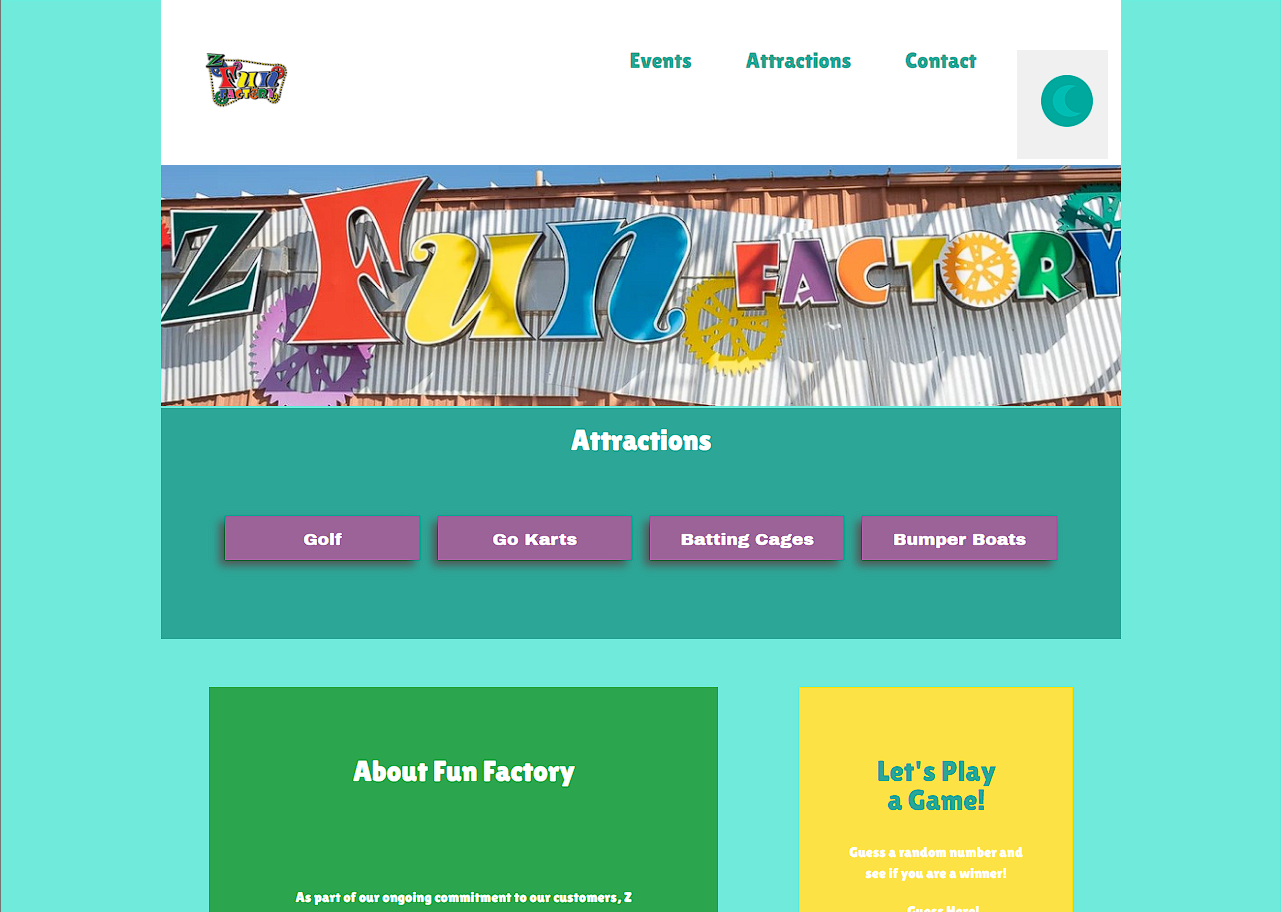 Z
Fun
FACTORY
Events
Attractions
Contact
Z Fun FACTORY
Attractions
Golf
Go Karts
Batting Cages
Bumper Boats
About Fun Factory
As part of our ongoing commitment to our customers, Z
Let's Play
a Game!
Guess a random number and
see if you are a winner!
Guess Here!